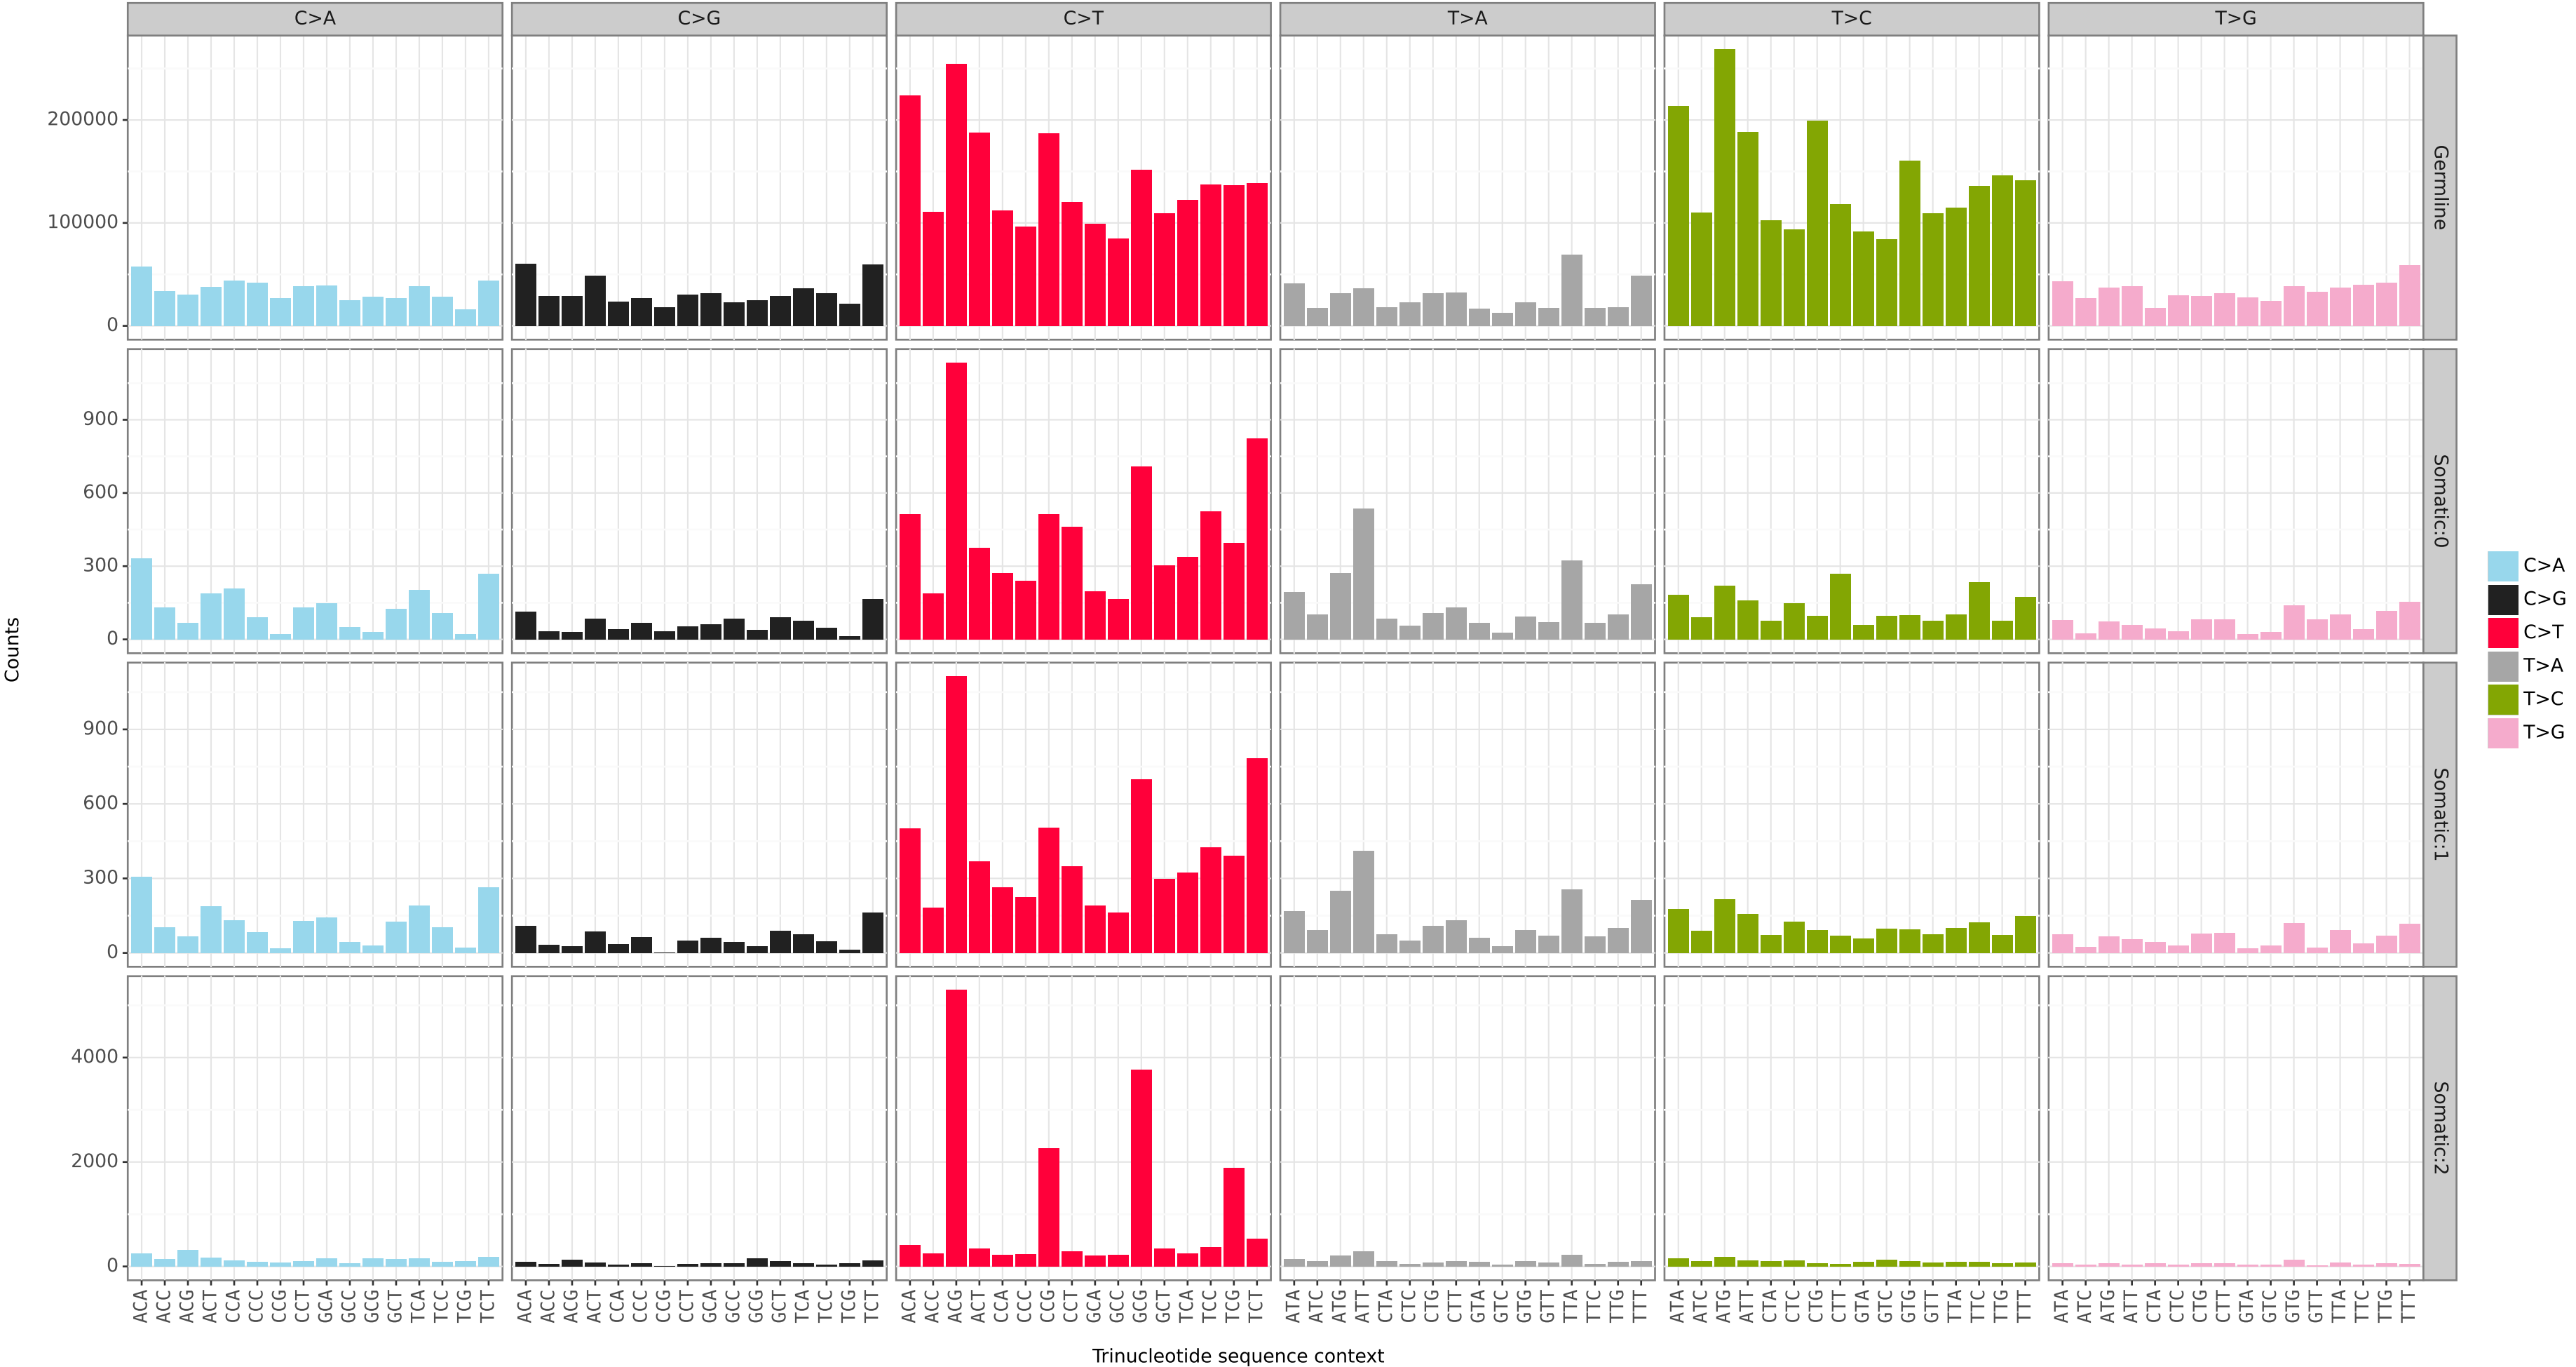 C>A C>G C>T T>A T>C T>G
200000
100000
0
Germline
900
600
300
0
Somatic:0
900
600
300
0
Somatic:1
4000
2000
0
Somatic:2
Counts
ACA ACC ACG ACT CCA CCC CCG CCT GCA GCC GCG GCT TCA TCC TCG TCT
ACA ACC ACG ACT CCA CCC CCG CCT GCA GCC GCG GCT TCA TCC TCG TCT
ACA ACC ACG ACT CCA CCC CCG CCT GCA GCC GCG GCT TCA TCC TCG TCT
ATA ATC ATG ATT CTA CTC CTG CTT GTA GTC GTG GTT TTA TTC TTG TTT
ATA ATC ATG ATT CTA CTC CTG CTT GTA GTC GTG GTT TTA TTC TTG TTT
ATA ATC ATG ATT CTA CTC CTG CTT GTA GTC GTG GTT TTA TTC TTG TTT
Trinucleotide sequence context
C>A
C>G
C>T
T>A
T>C
T>G